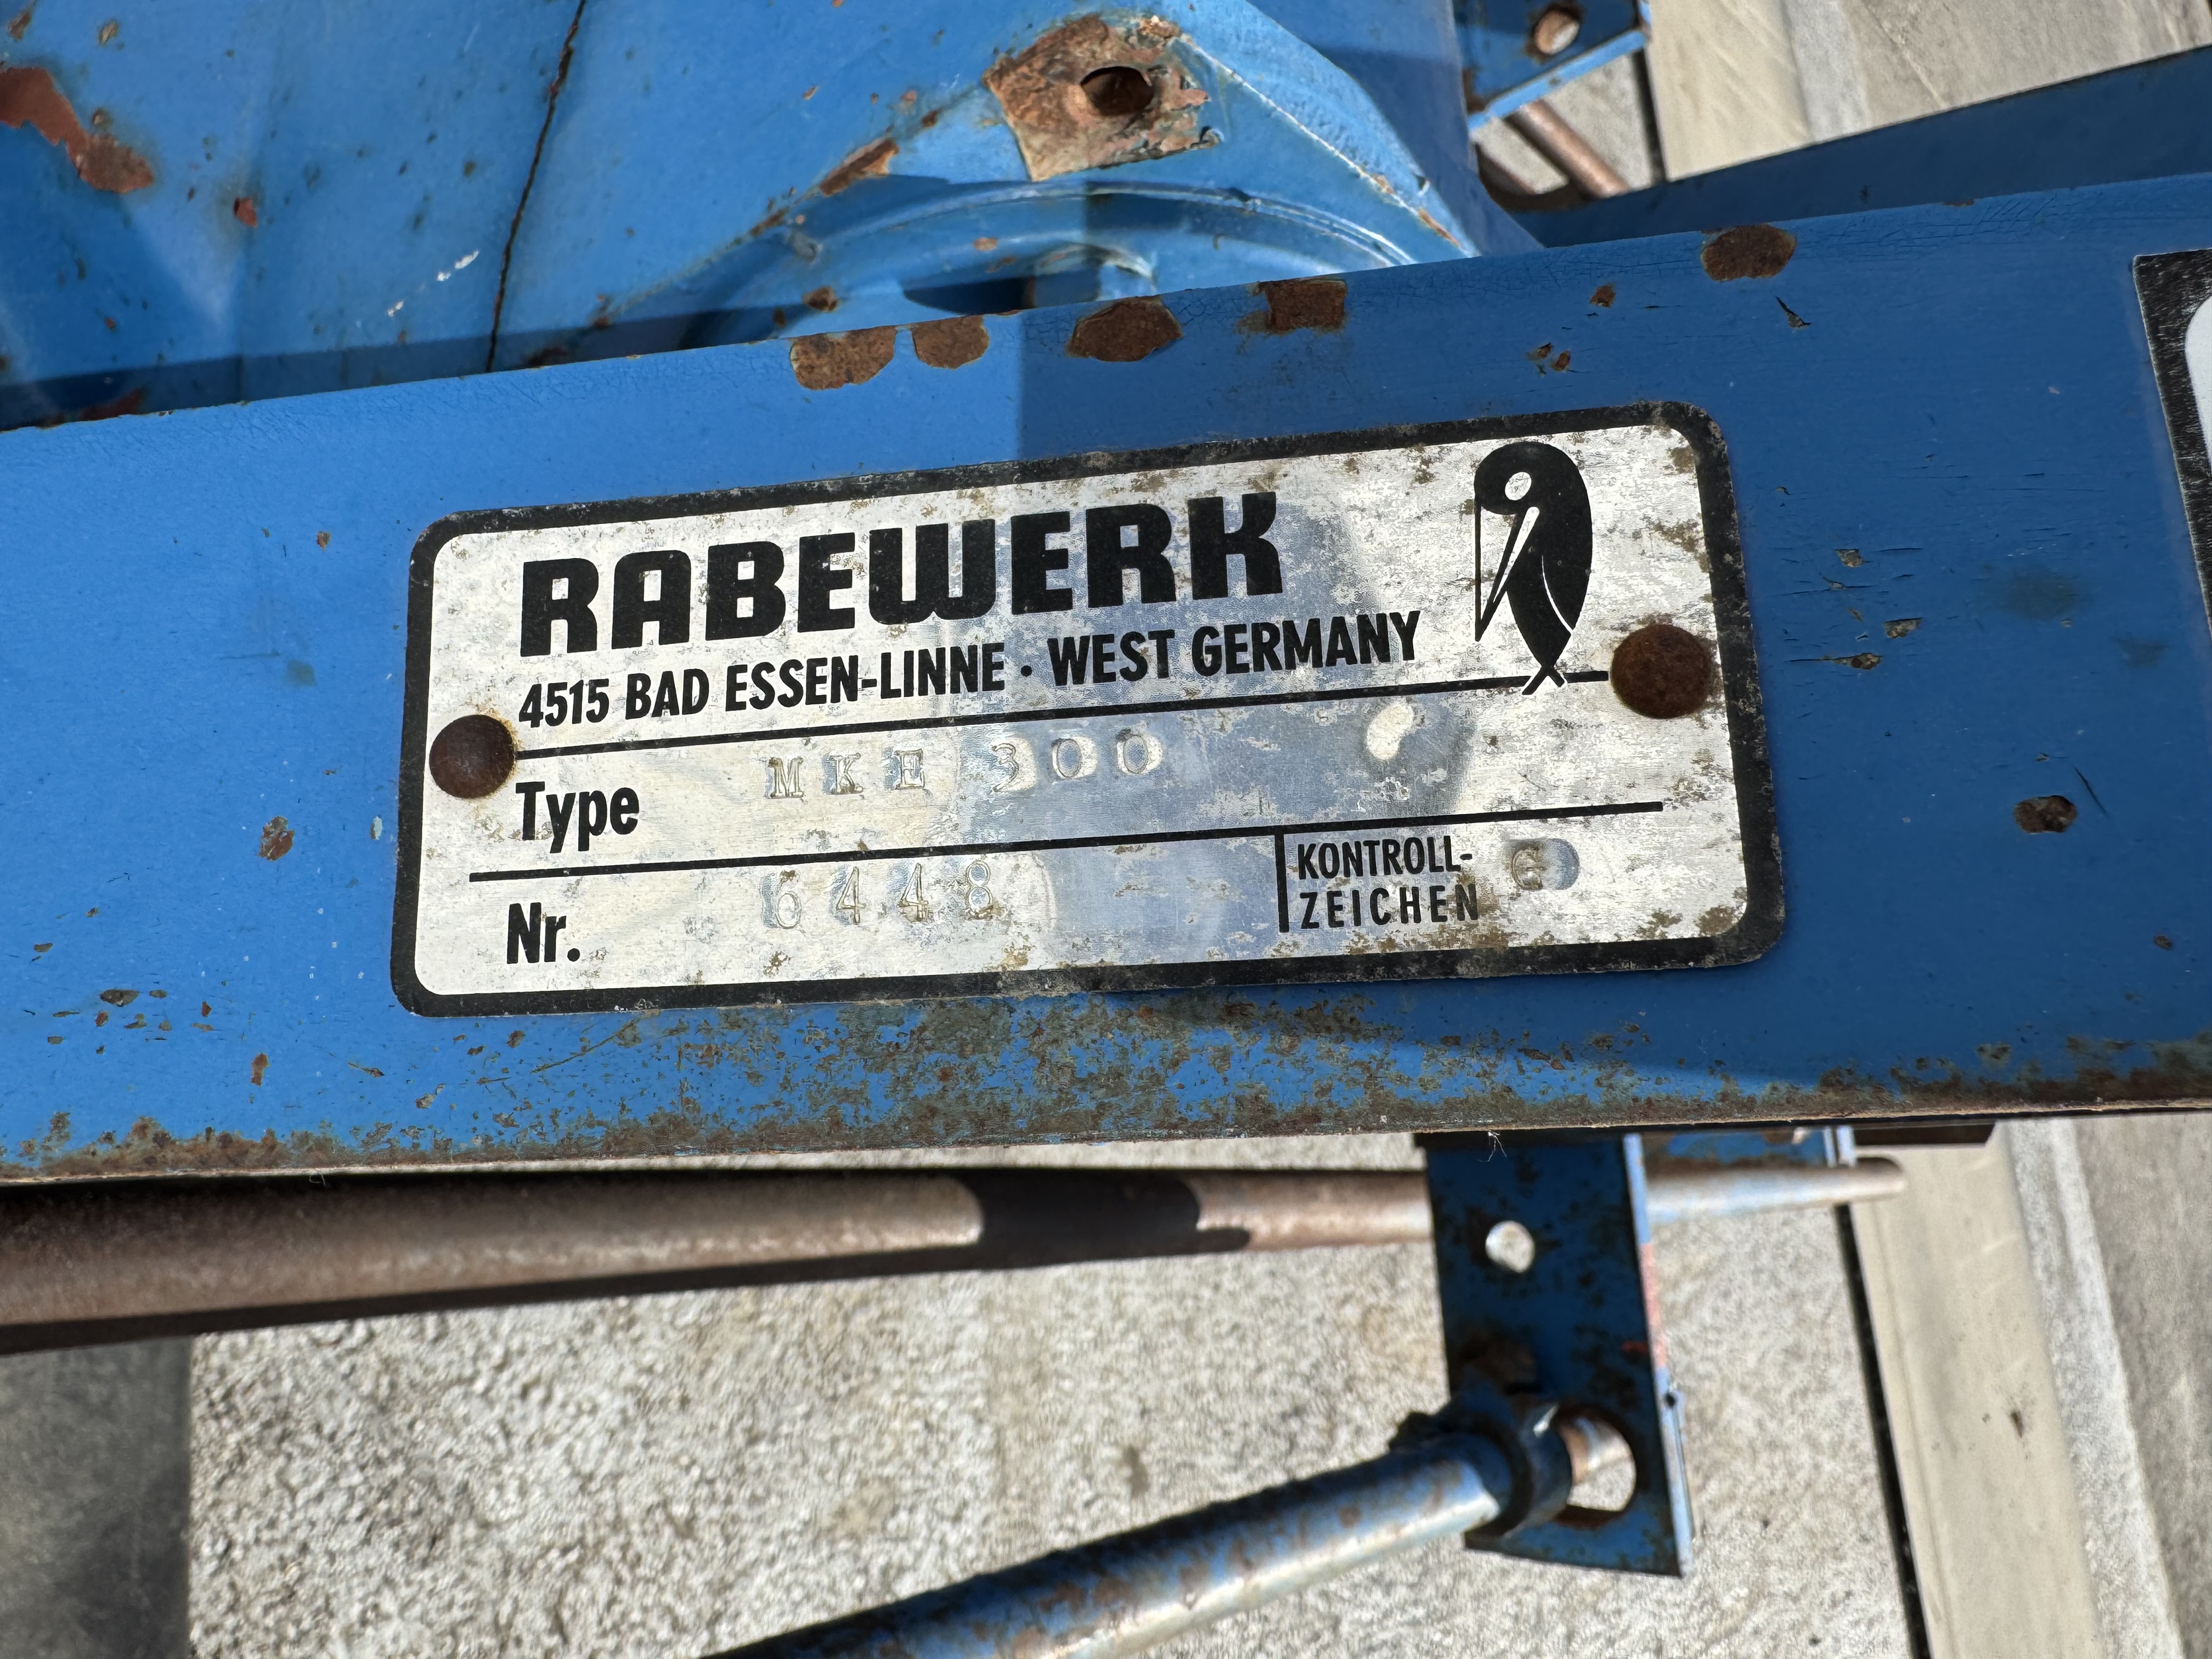 RABEWERK
4515 BAD ESSEN-LINNE · WEST GERMANY
Type MKE 300
Nr. 6448
KONTROLL-
ZEICHEN G